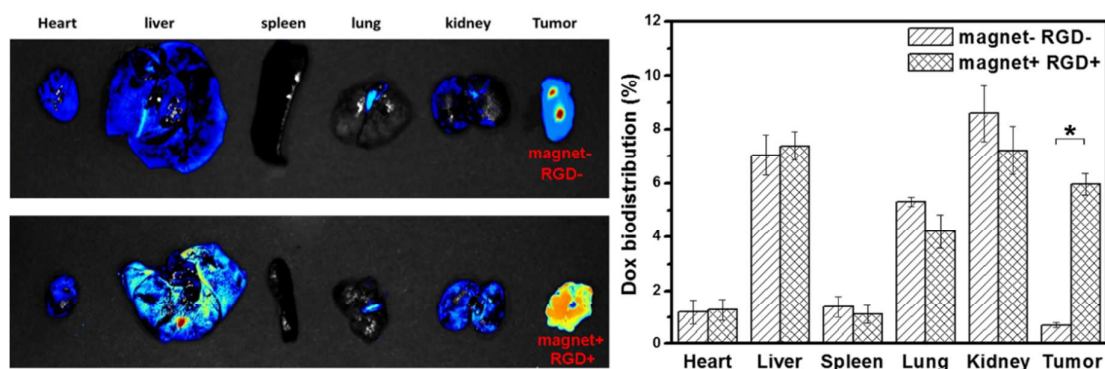 Heart liver spleen lung kidney Tumor
magnet-
RGD-
magnet+
RGD+
Dox biodistribution (%)
12
10
8
6
4
2
0
magnet- RGD-
magnet+ RGD+
*
Heart Liver Spleen Lung Kidney Tumor